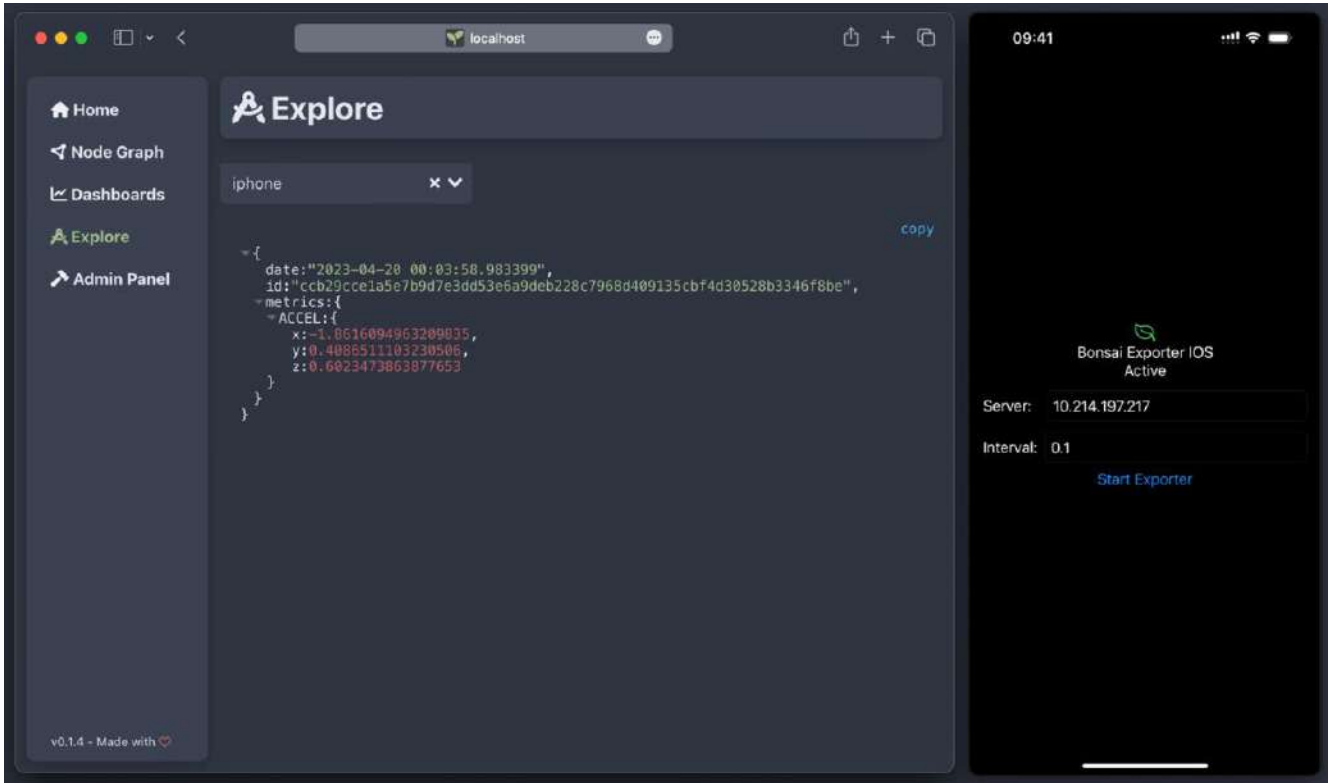 localhost
Home
Node Graph
Dashboards
Explore
Admin Panel
v0.1.4 - Made with
Explore
iphone
copy
{
date:"2023-04-20 00:03:58.983399",
id:"ccb29cce1a5e7b9d7e3dd53e6a9deb228c7968d409135cbf4d30528b3346f8be",
metrics:{
ACCEL:{
x:-1.8616094963209835,
y:0.4086511103230506,
z:0.6023473863877653
}
}
}
09:41
Bonsai Exporter IOS
Active
Server: 10.214.197.217
Interval: 0.1
Start Exporter